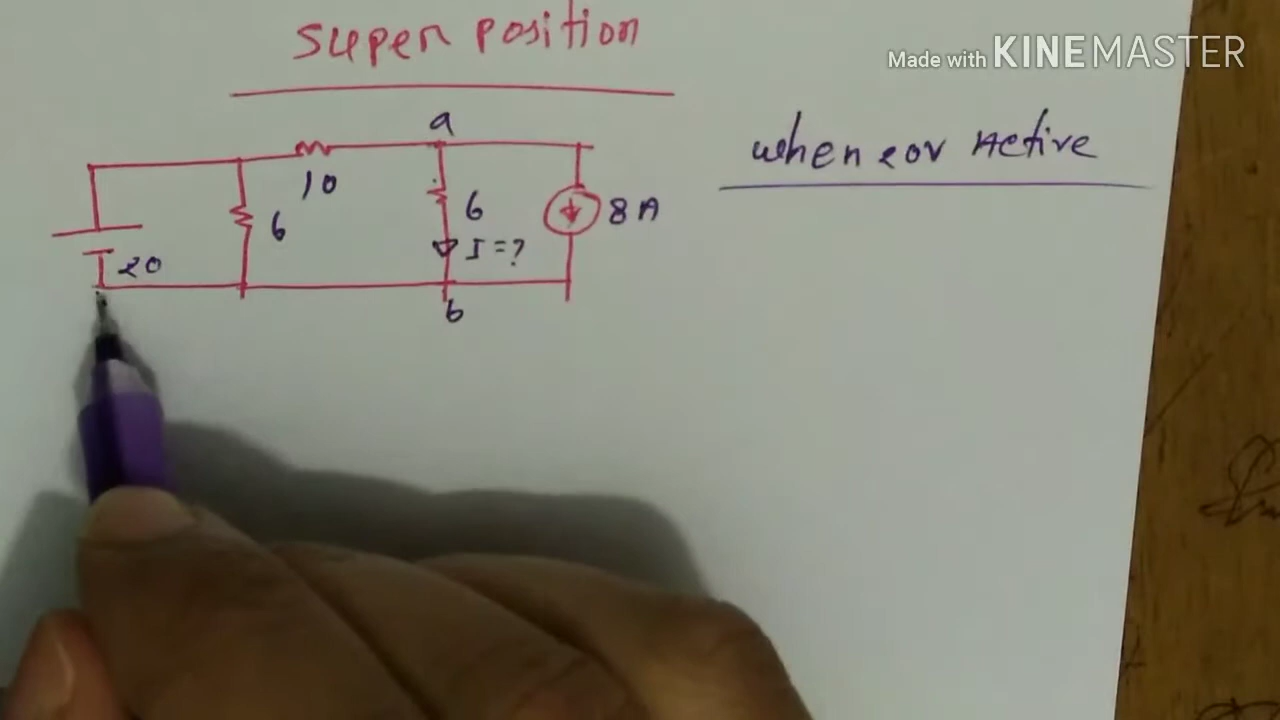 super position
Made with KINEMASTER
when 20V Active
a
10
6
6
8A
I=?
20
b